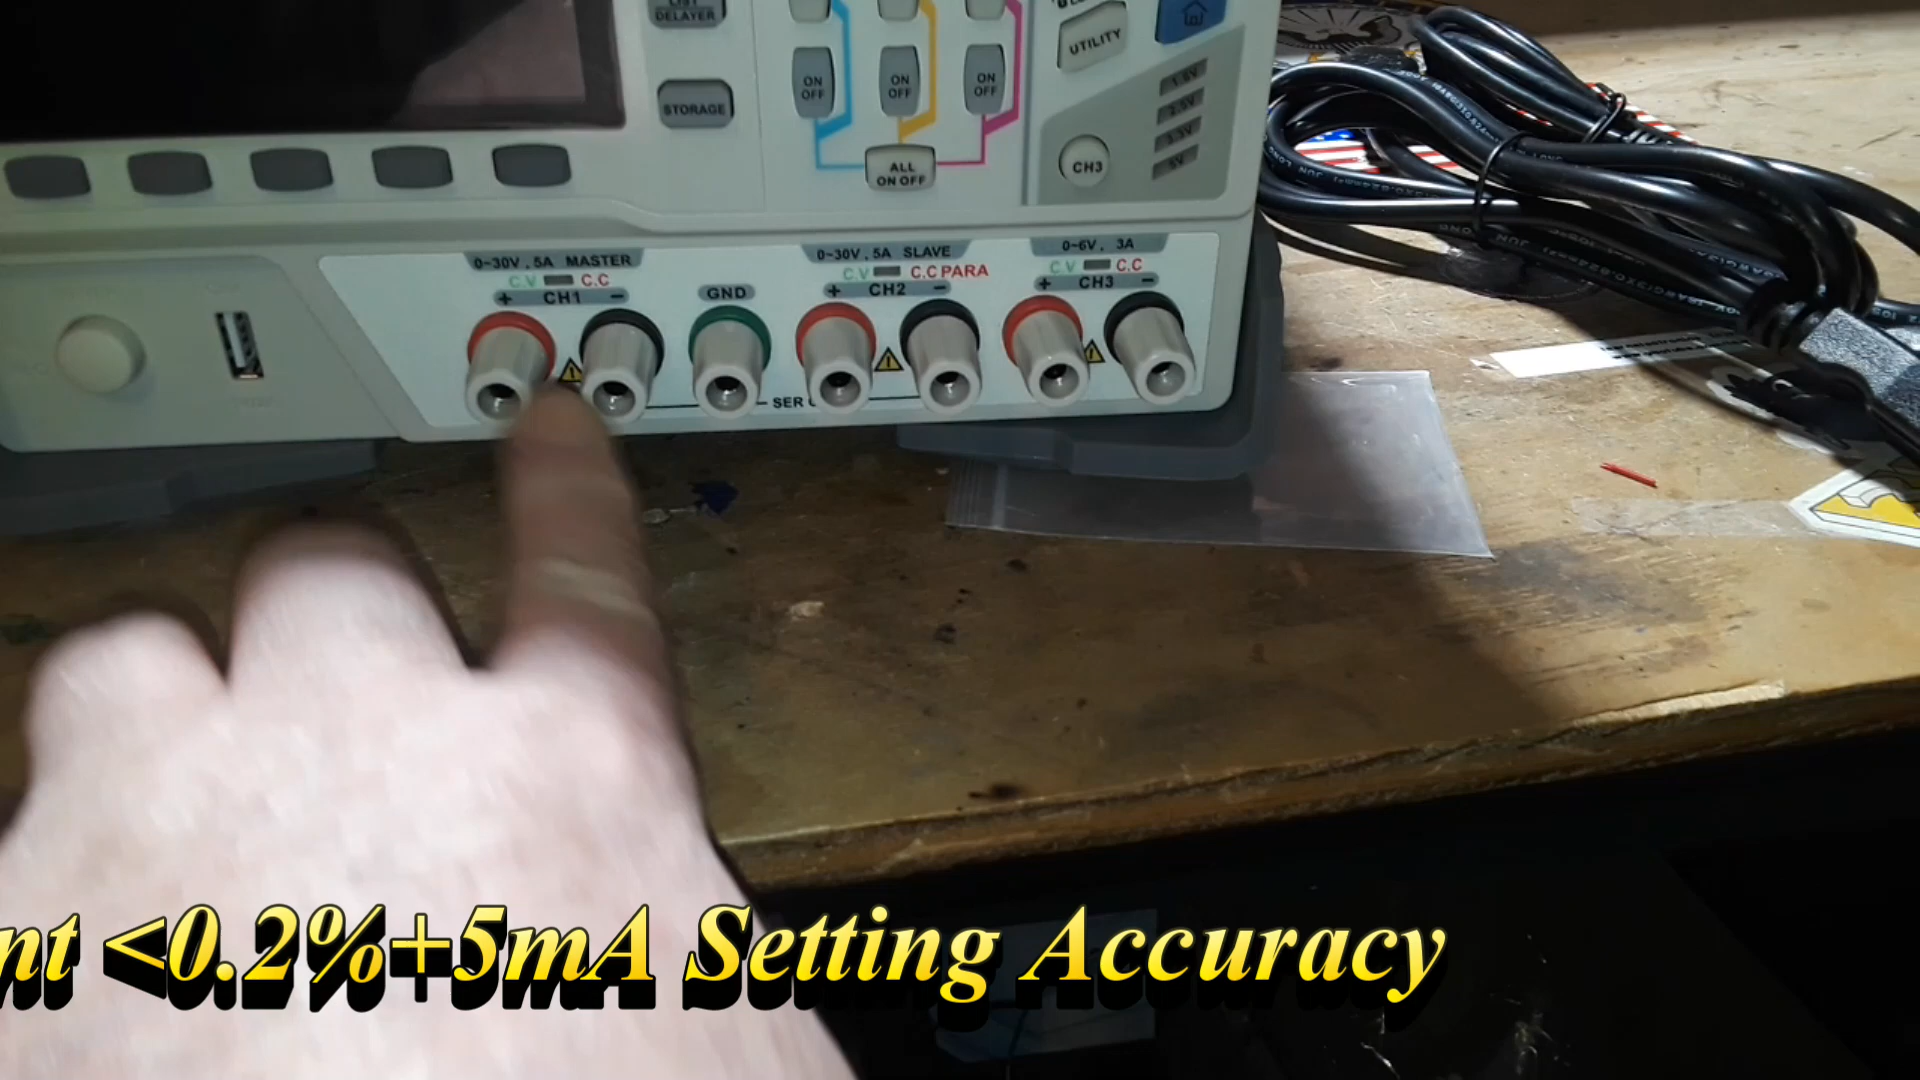 DELAYER
STORAGE
ON
OFF
ON
OFF
ON
OFF
ALL
ON OFF
UTILITY
CH3
0~30V , 5A MASTER
C.V C.C
+ CH1 −
GND
0~30V , 5A SLAVE
C.V C.C PARA
+ CH2 −
0~6V , 3A
C.V C.C
+ CH3 −
SER
nt <0.2%+5mA Setting Accuracy